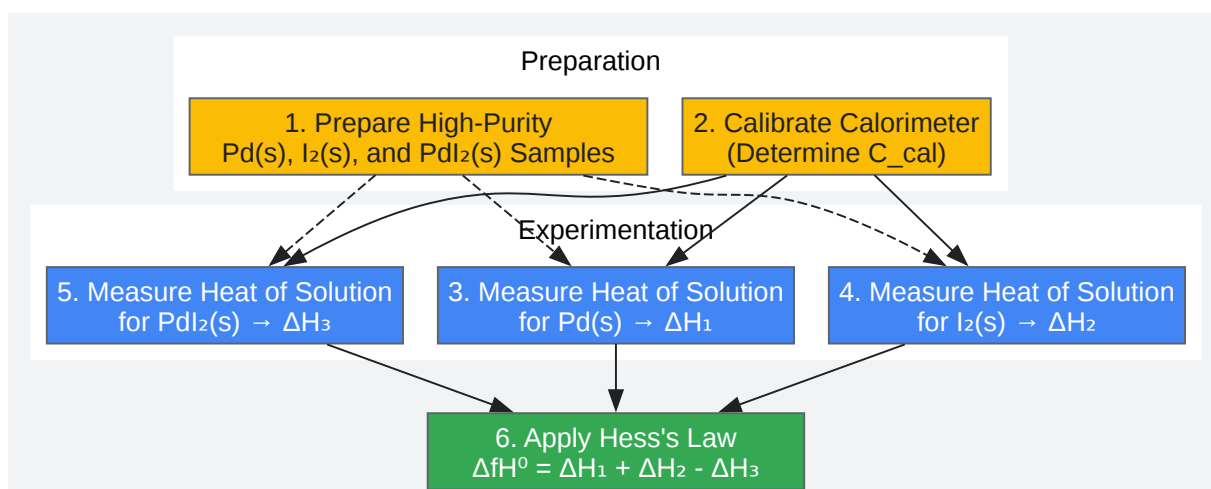 Preparation
1. Prepare High-Purity
Pd(s), I₂(s), and PdI₂(s) Samples
2. Calibrate Calorimeter
(Determine C_cal)
Experimentation
5. Measure Heat of Solution
for PdI₂(s) → ΔH₃
3. Measure Heat of Solution
for Pd(s) → ΔH₁
4. Measure Heat of Solution
for I₂(s) → ΔH₂
6. Apply Hess's Law
ΔfH⁰ = ΔH₁ + ΔH₂ - ΔH₃